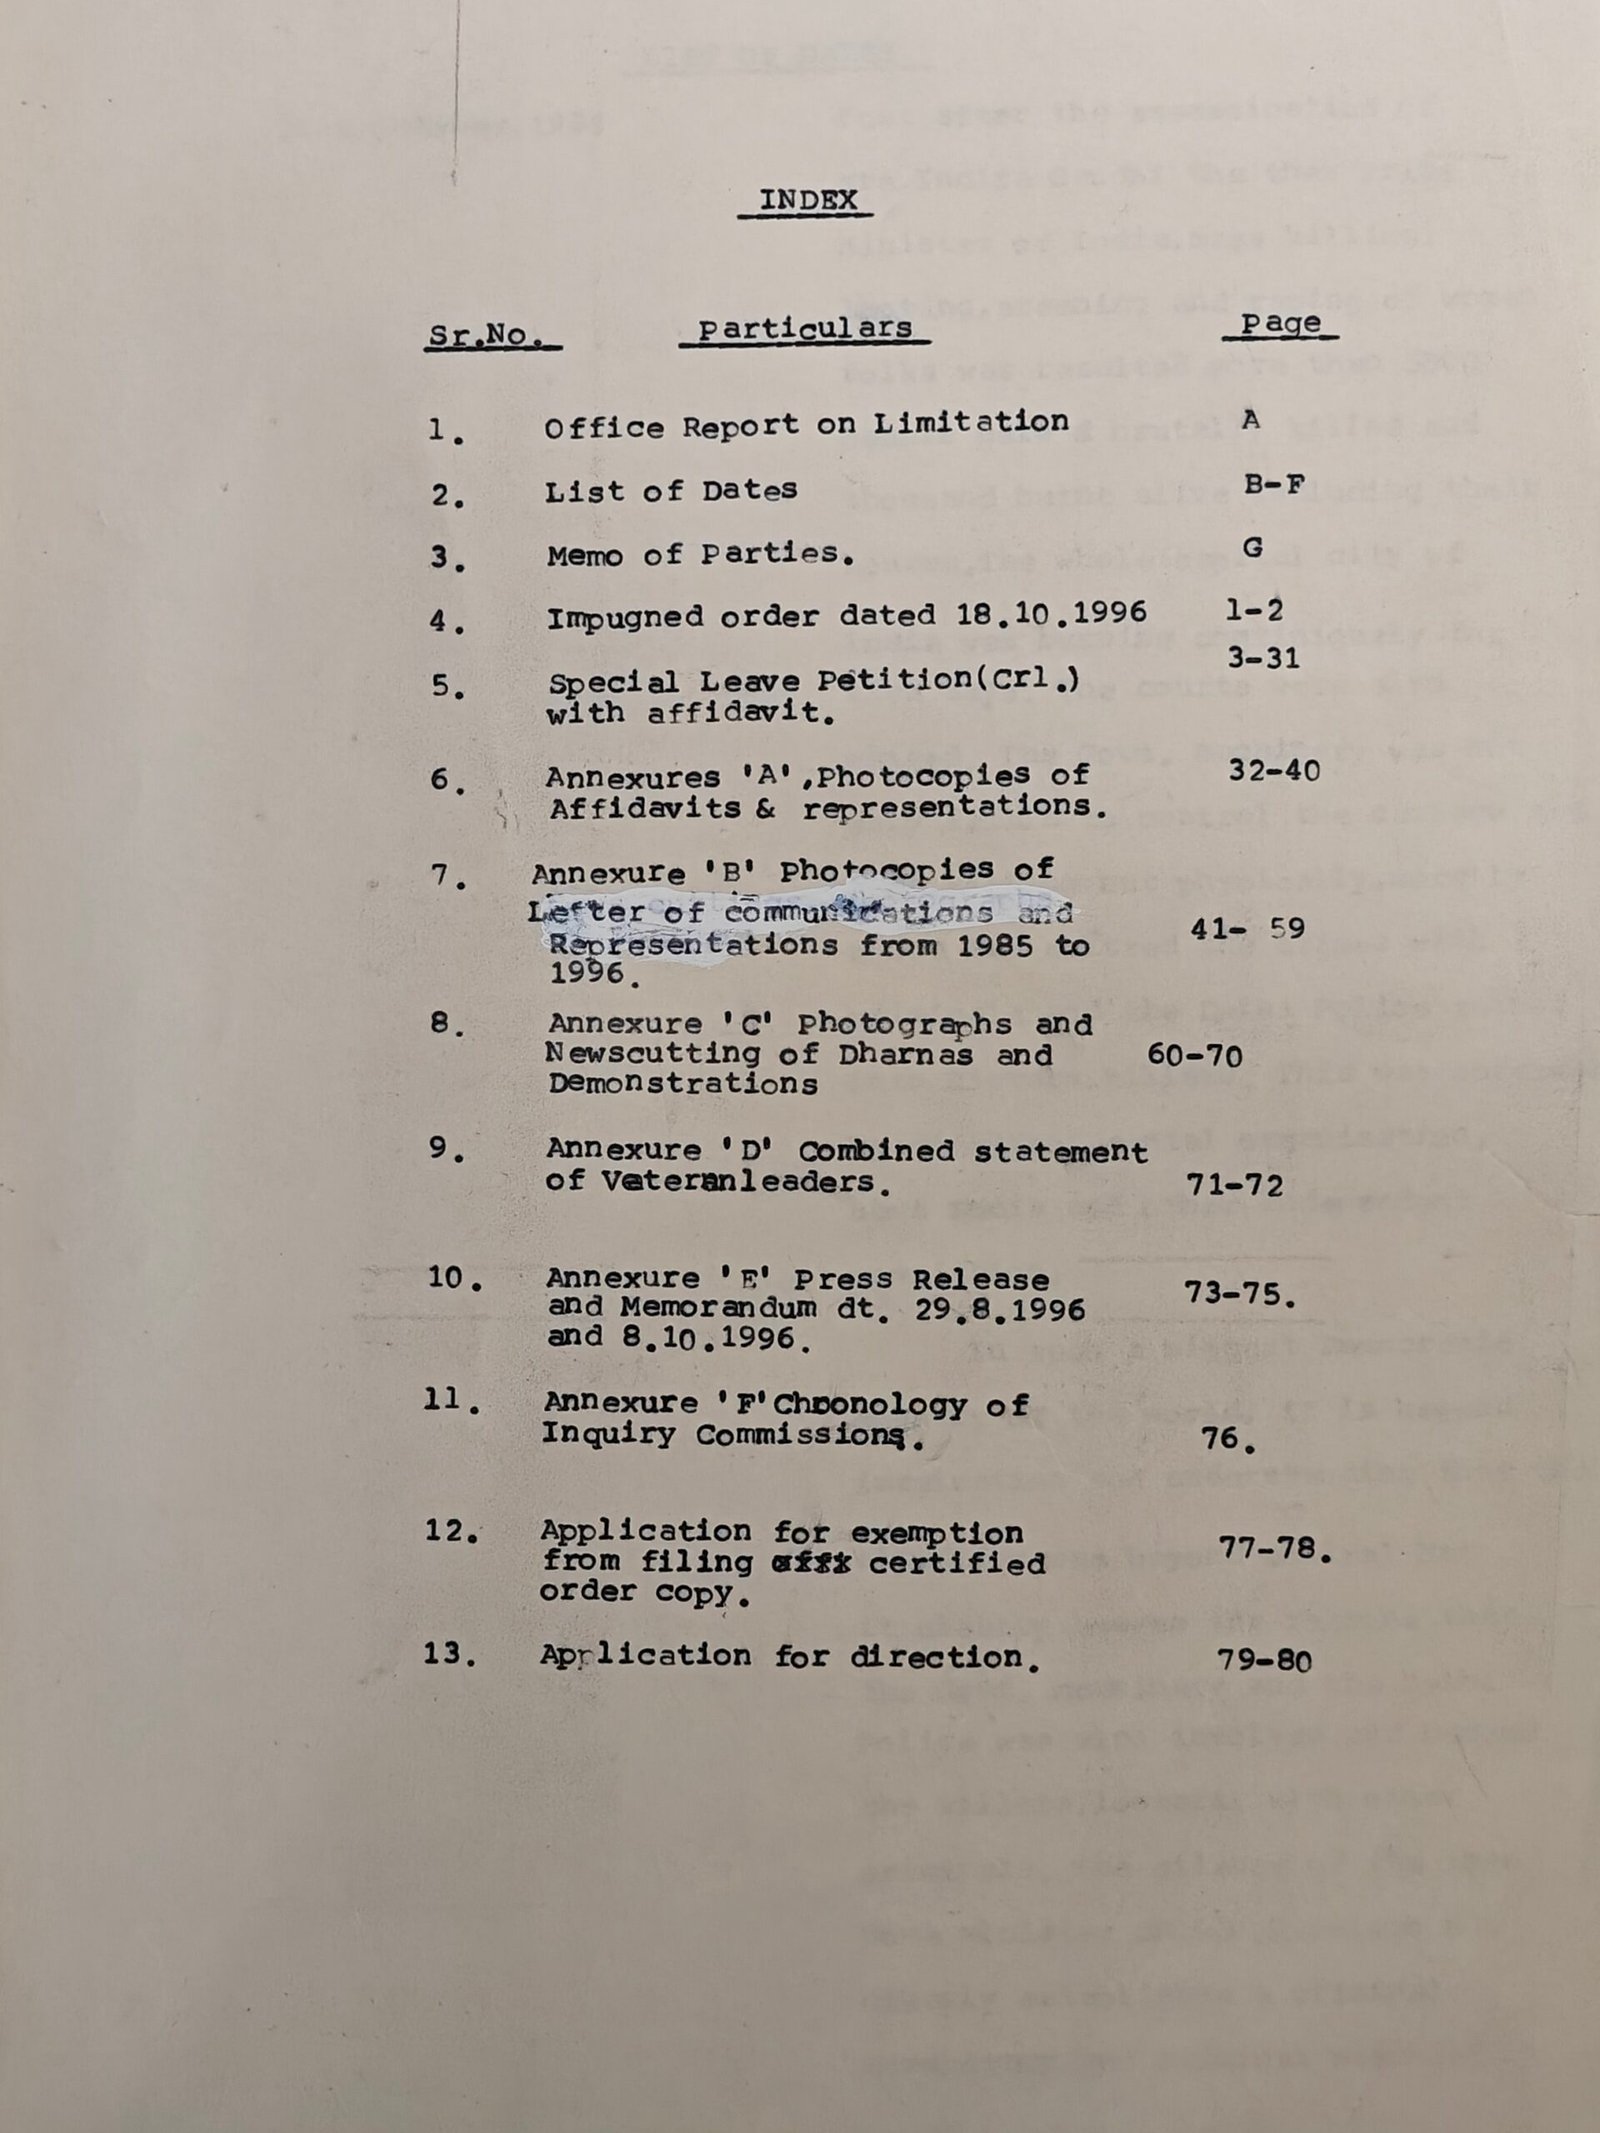 INDEX
Sr.No. Particulars Page
1. Office Report on Limitation A
2. List of Dates B-F
3. Memo of Parties. G
4. Impugned order dated 18.10.1996 1-2
5. Special Leave Petition(Crl.) 3-31
with affidavit.
6. Annexures 'A',Photocopies of 32-40
Affidavits & representations.
7. Annexure 'B' Photocopies of
Letter of communications and 41- 59
Representations from 1985 to
1996.
8. Annexure 'C' Photographs and
Newscutting of Dharnas and 60-70
Demonstrations
9. Annexure 'D' Combined statement
of Veteranleaders. 71-72
10. Annexure 'E' Press Release 73-75.
and Memorandum dt. 29.8.1996
and 8.10.1996.
11. Annexure 'F'Chronology of
Inquiry Commissions. 76.
12. Application for exemption 77-78.
from filing certified
order copy.
13. Application for direction. 79-80